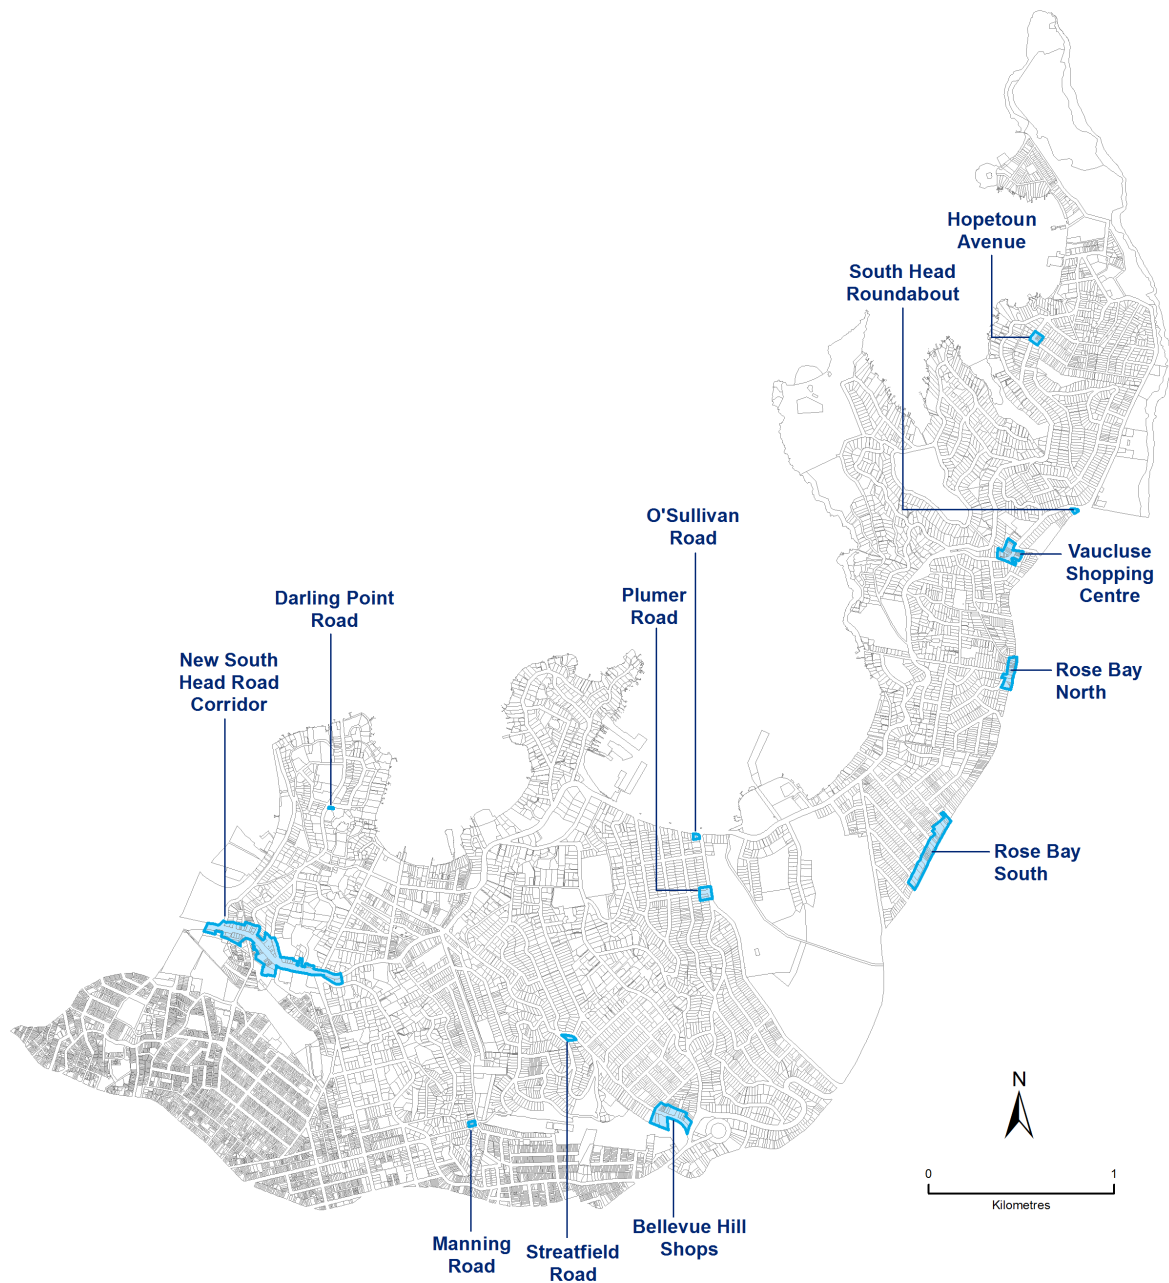 Hopetoun
Avenue
South Head
Roundabout
O'Sullivan
Road
Vaucluse
Shopping
Centre
Plumer
Road
Darling Point
Road
New South
Head Road
Corridor
Rose Bay
North
Rose Bay
South
N
0 1
Kilometres
Manning
Road
Streatfield
Road
Bellevue Hill
Shops